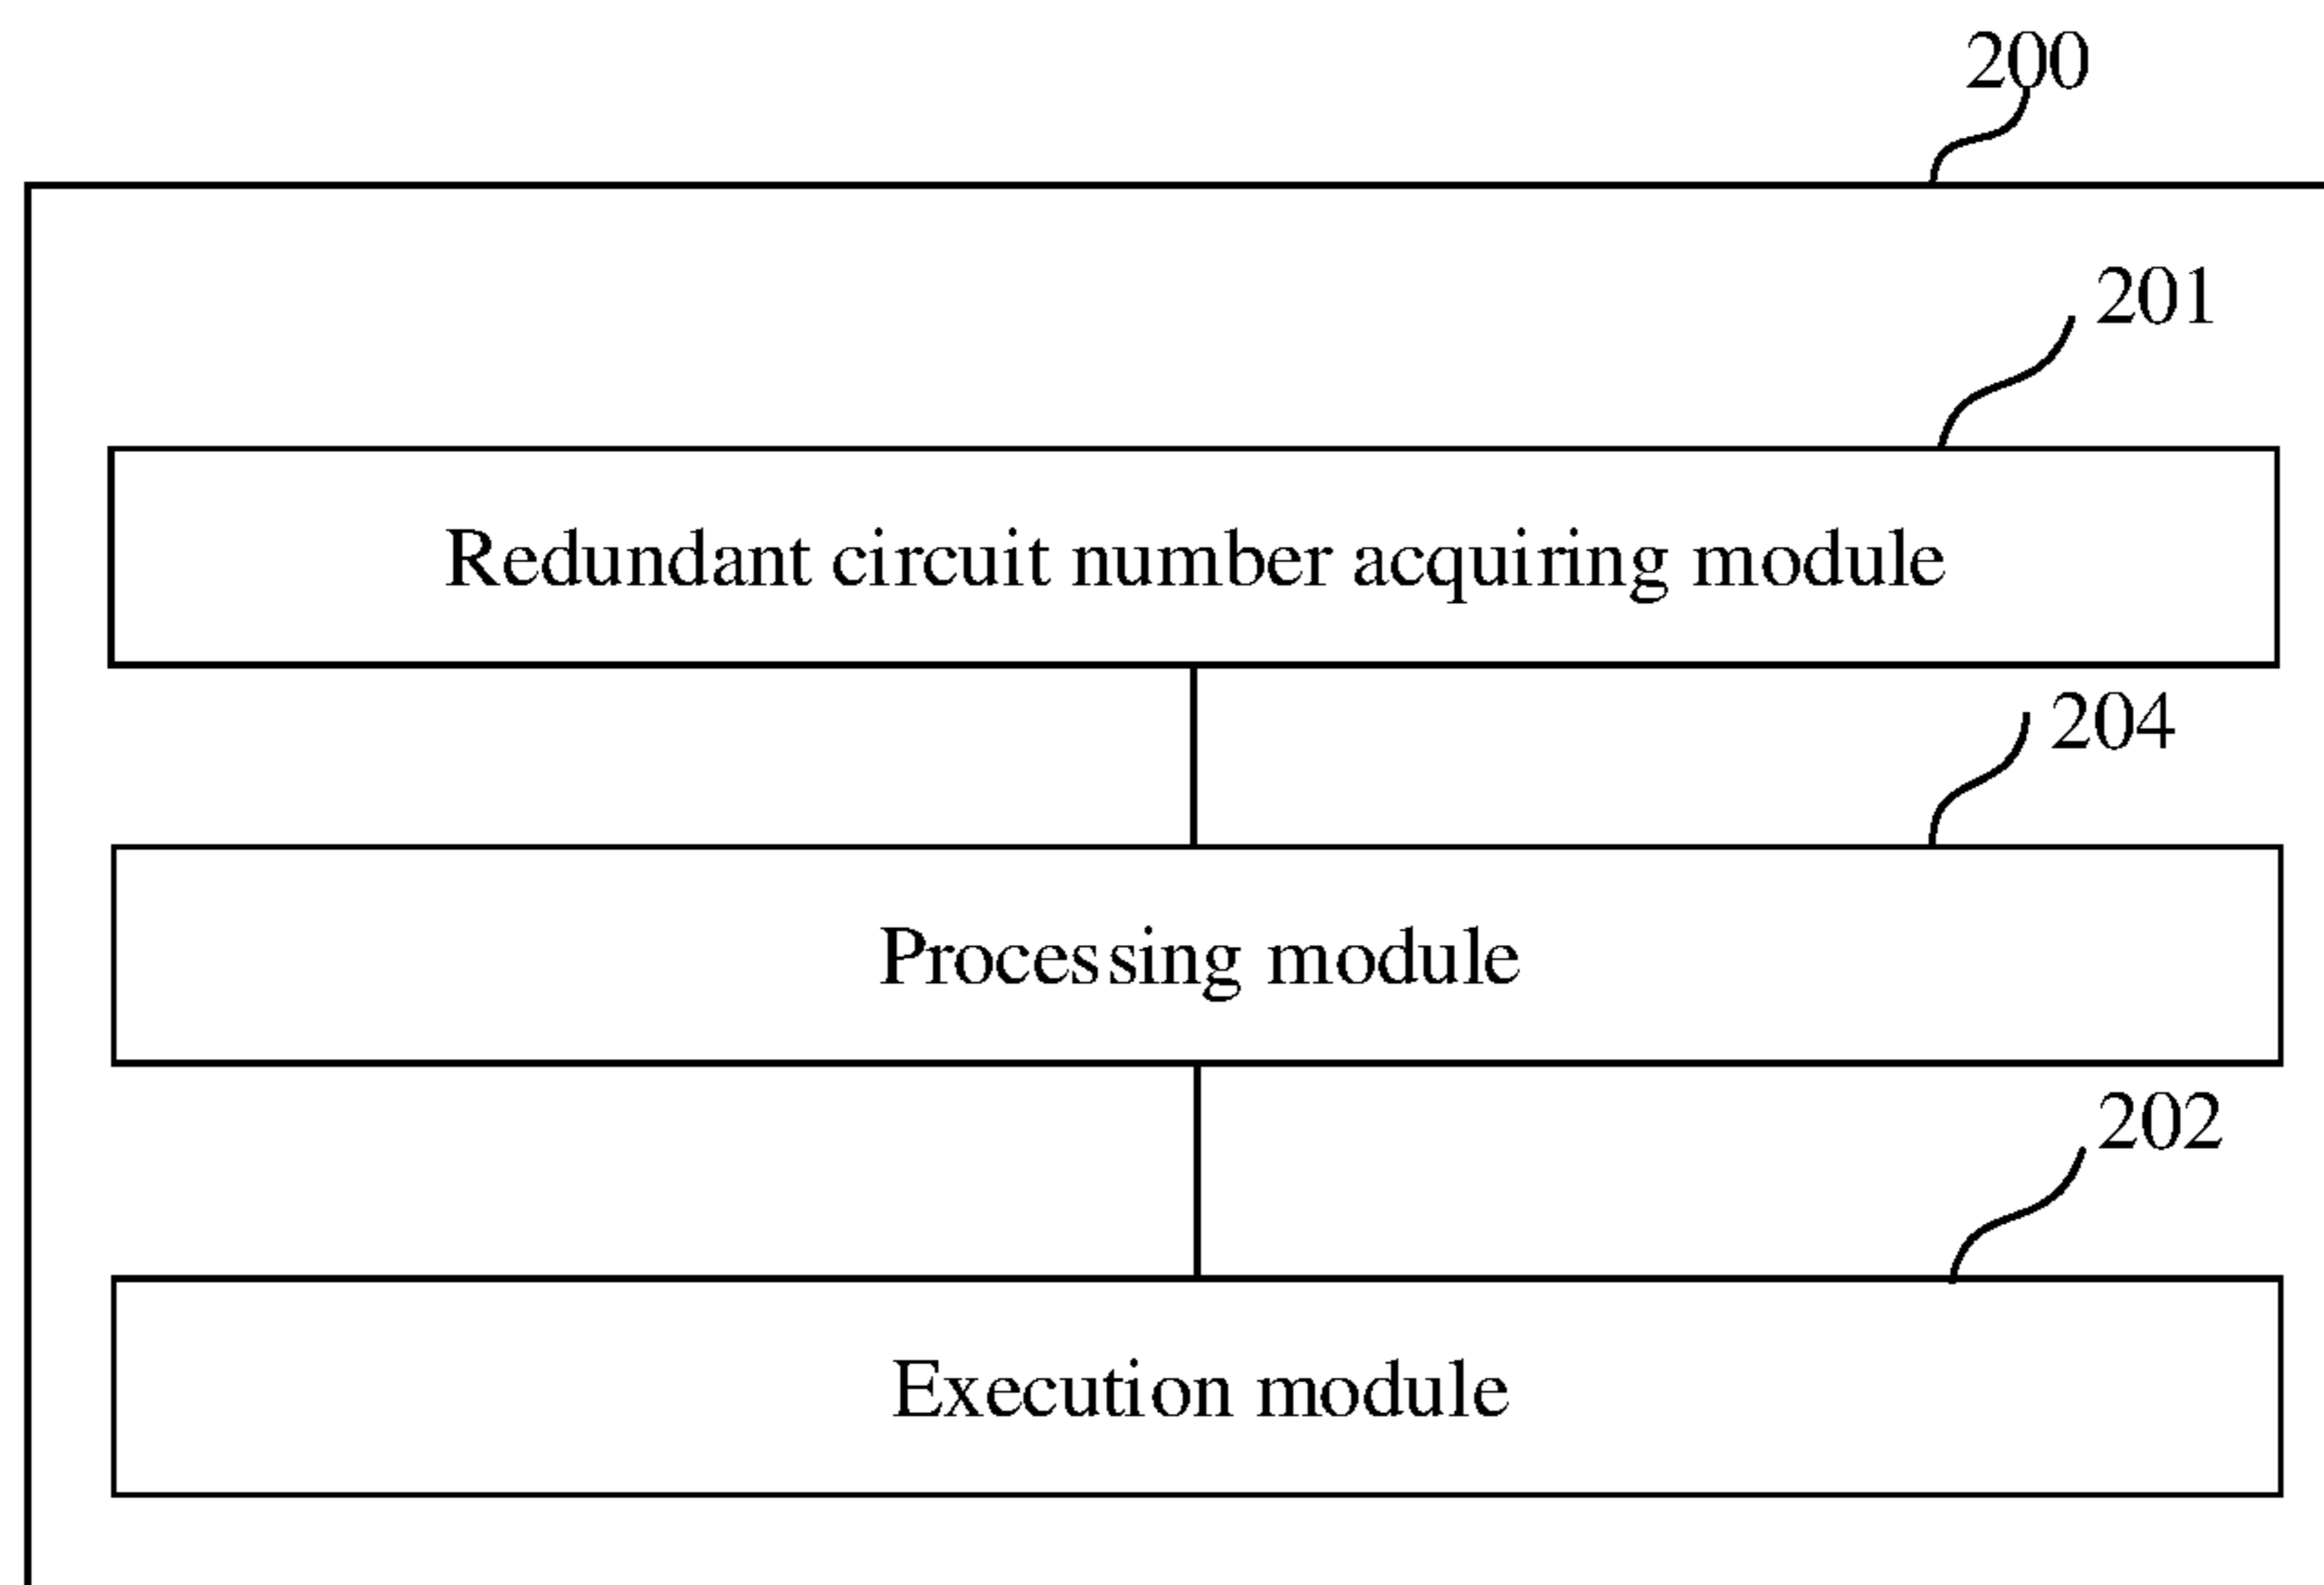 200
201
Redundant circuit number acquiring module
204
Processing module
202
Execution module